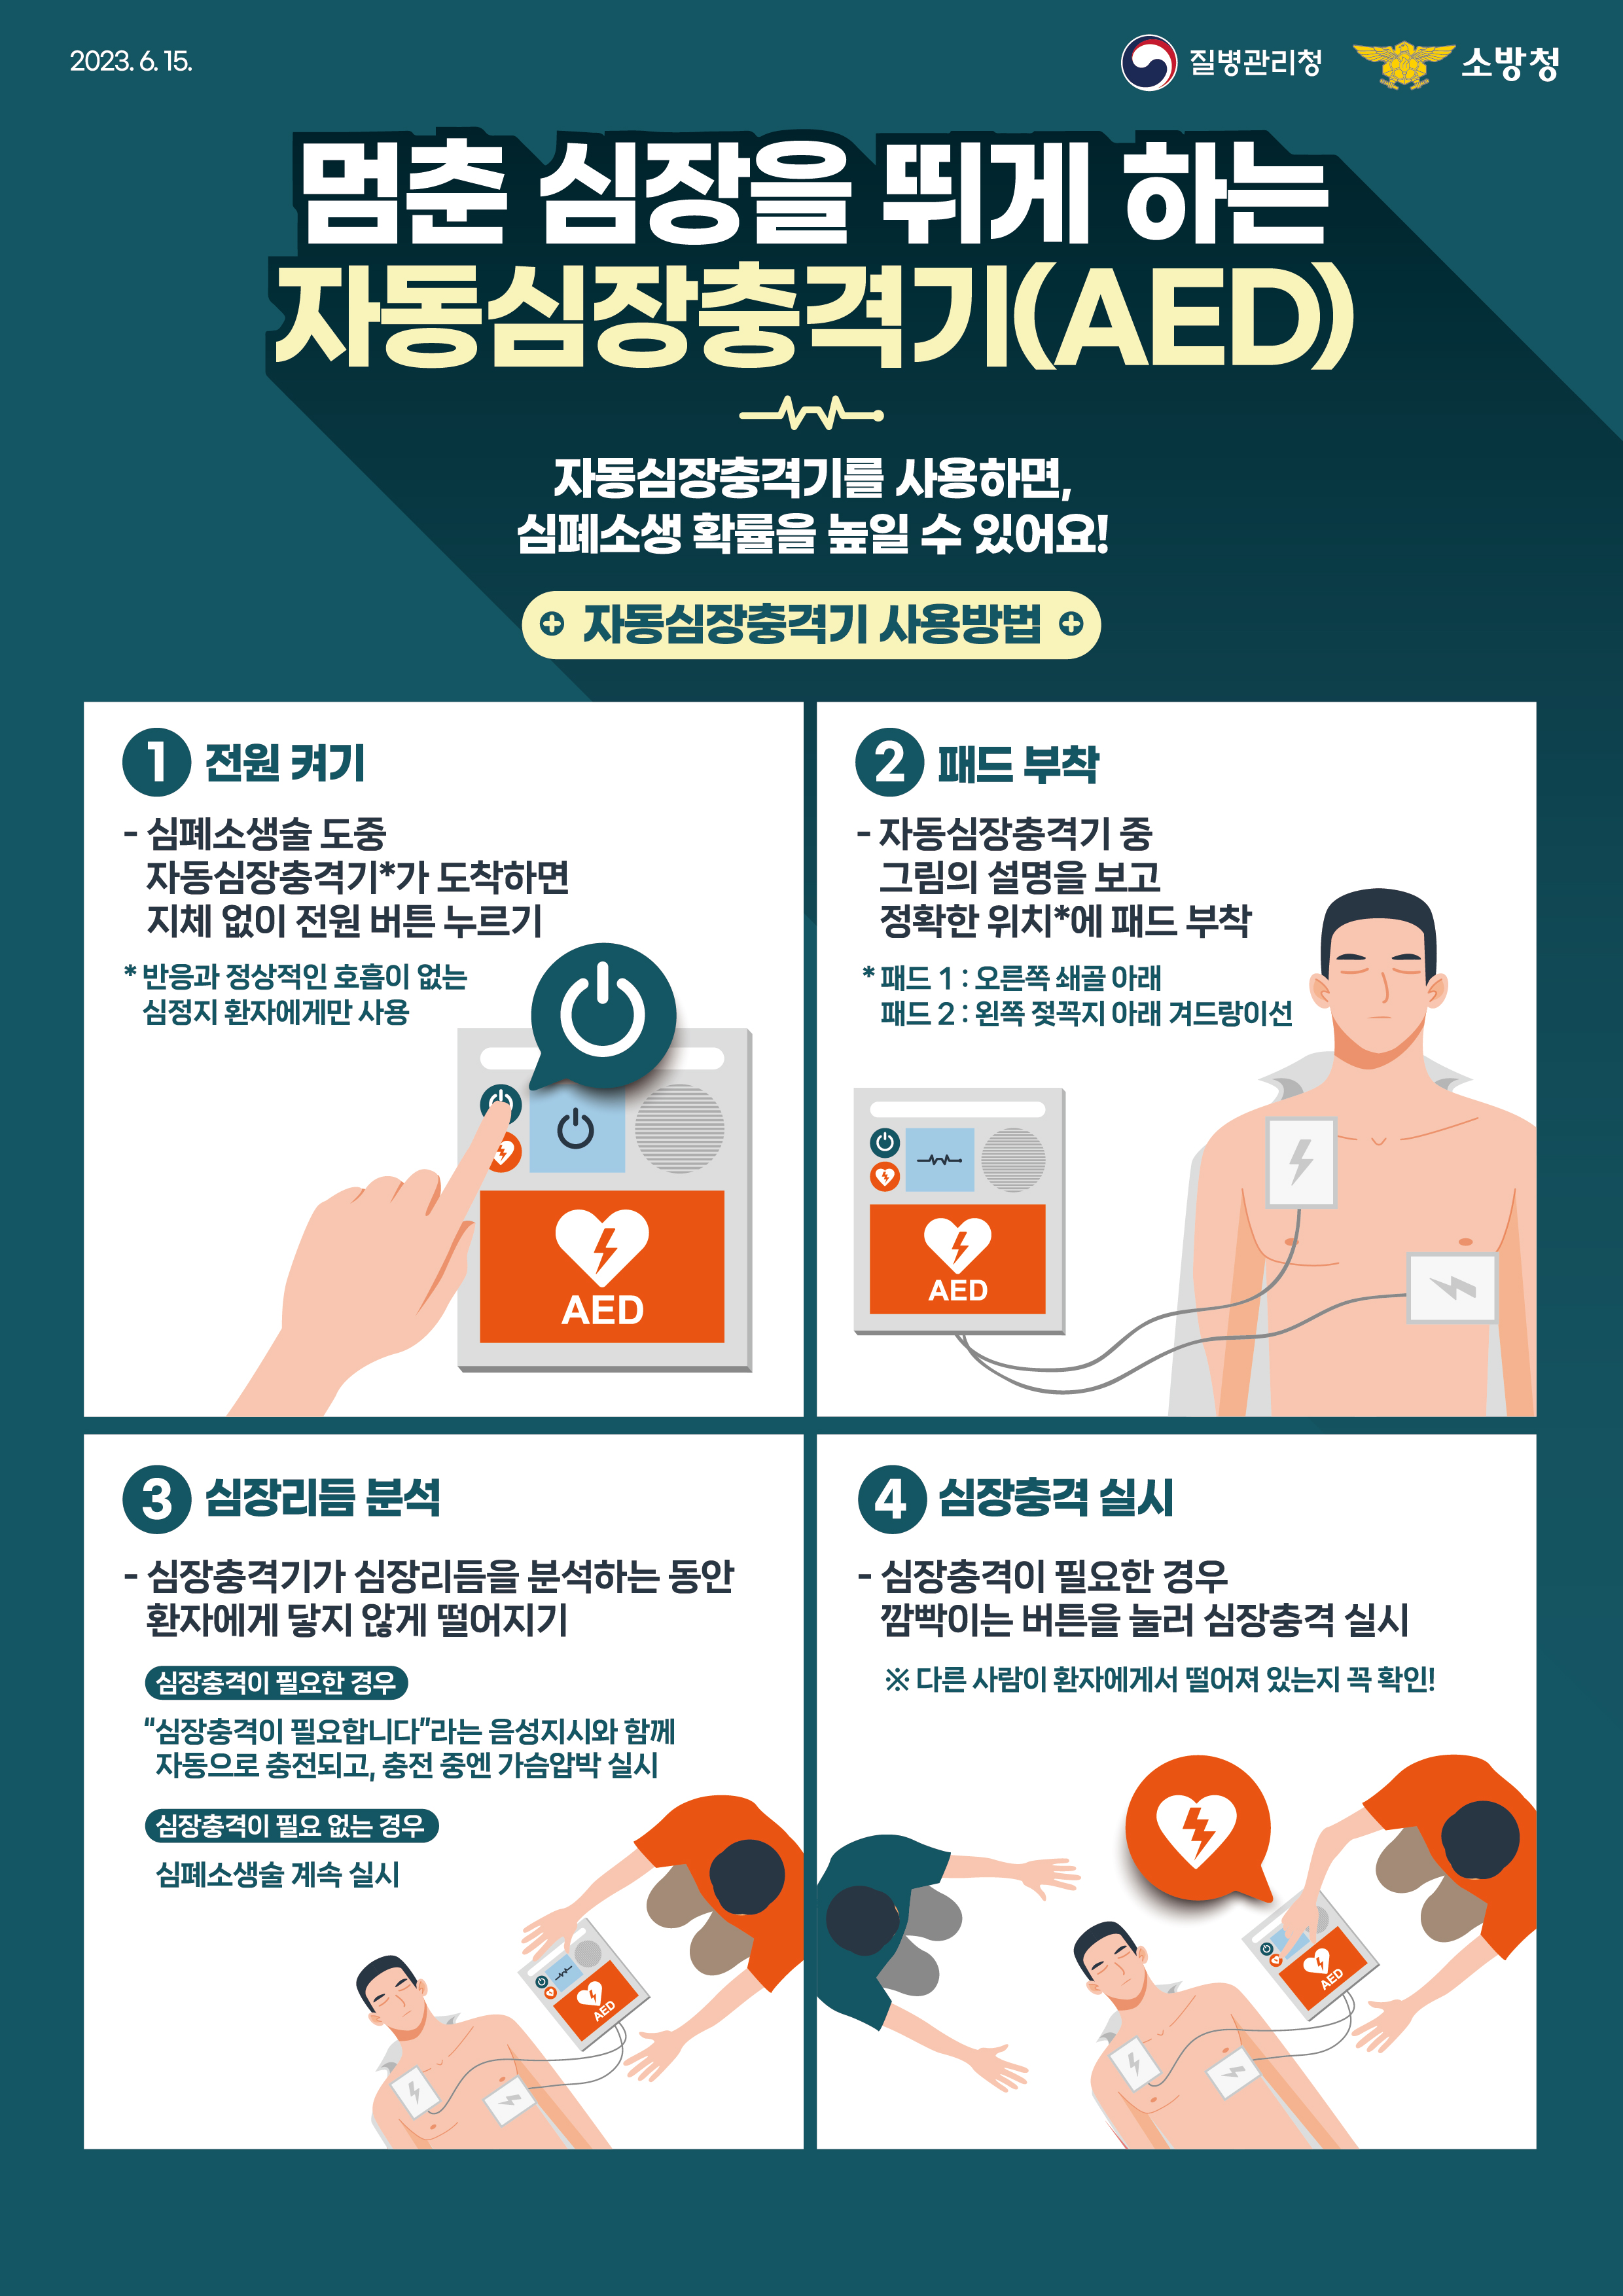 2023. 6. 15.
질병관리청
소방청
멈춘 심장을 뛰게 하는
자동심장충격기(AED)
자동심장충격기를 사용하면,
심폐소생 확률을 높일 수 있어요!
자동심장충격기 사용방법
1 전원 켜기
- 심폐소생술 도중
자동심장충격기*가 도착하면
지체 없이 전원 버튼 누르기
* 반응과 정상적인 호흡이 없는
심정지 환자에게만 사용
AED
2 패드 부착
- 자동심장충격기 중
그림의 설명을 보고
정확한 위치*에 패드 부착
* 패드 1 : 오른쪽 쇄골 아래
패드 2 : 왼쪽 젖꼭지 아래 겨드랑이선
AED
3 심장리듬 분석
- 심장충격기가 심장리듬을 분석하는 동안
환자에게 닿지 않게 떨어지기
심장충격이 필요한 경우
“심장충격이 필요합니다”라는 음성지시와 함께
자동으로 충전되고, 충전 중엔 가슴압박 실시
심장충격이 필요 없는 경우
심폐소생술 계속 실시
AED
4 심장충격 실시
- 심장충격이 필요한 경우
깜빡이는 버튼을 눌러 심장충격 실시
※ 다른 사람이 환자에게서 떨어져 있는지 꼭 확인!
AED